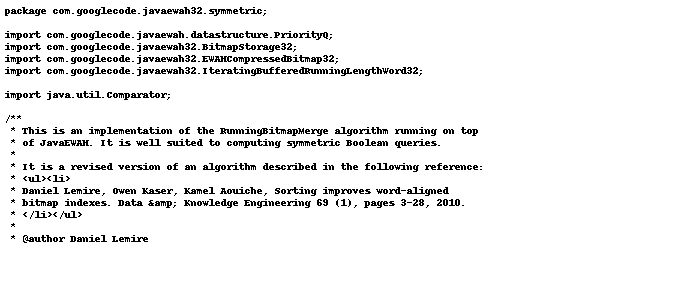 package com.googlecode.javaewah32.symmetric;

import com.googlecode.javaewah.datastructure.PriorityQ;
import com.googlecode.javaewah32.BitmapStorage32;
import com.googlecode.javaewah32.EWAHCompressedBitmap32;
import com.googlecode.javaewah32.IteratingBufferedRunningLengthWord32;

import java.util.Comparator;

/**
 * This is an implementation of the RunningBitmapMerge algorithm running on top
 * of JavaEWAH. It is well suited to computing symmetric Boolean queries.
 *
 * It is a revised version of an algorithm described in the following reference:
 * <ul><li>
 * Daniel Lemire, Owen Kaser, Kamel Aouiche, Sorting improves word-aligned
 * bitmap indexes. Data &amp; Knowledge Engineering 69 (1), pages 3-28, 2010.
 * </li></ul>
 *
 * @author Daniel Lemire